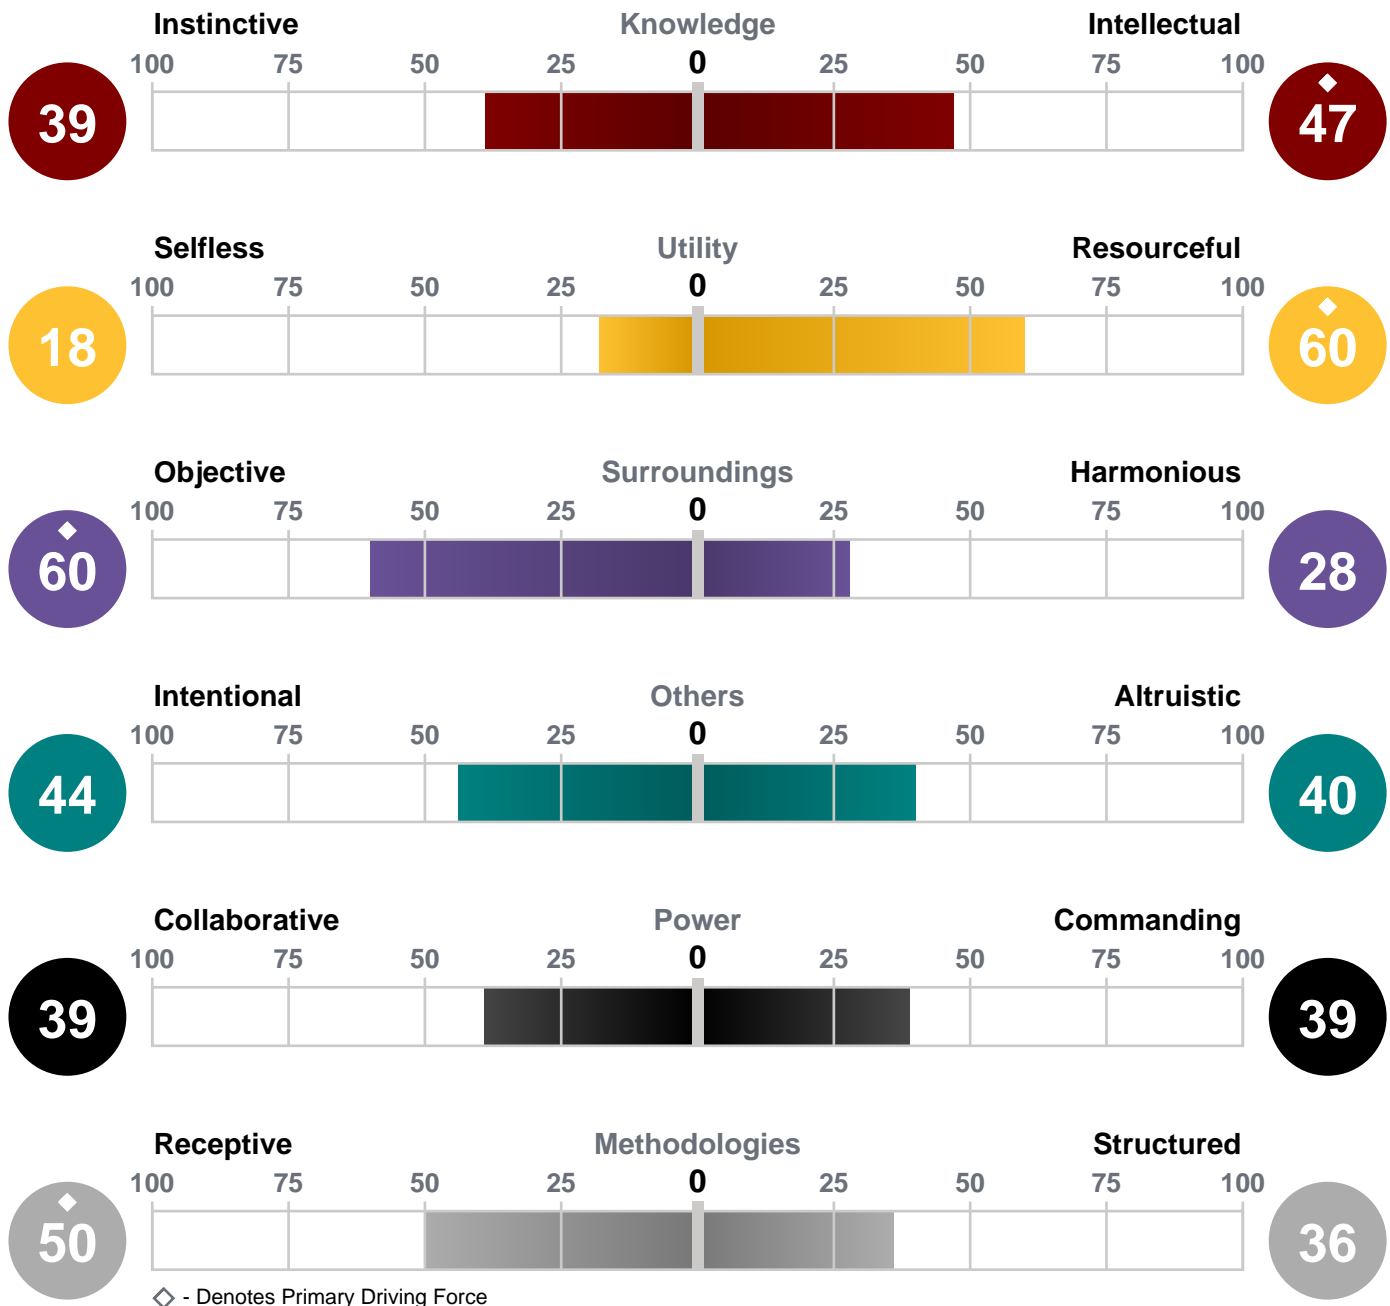 Instinctive Knowledge Intellectual
100 75 50 25 0 25 50 75 100
39 47
Selfless Utility Resourceful
100 75 50 25 0 25 50 75 100
18 60
Objective Surroundings Harmonious
100 75 50 25 0 25 50 75 100
60 28
Intentional Others Altruistic
100 75 50 25 0 25 50 75 100
44 40
Collaborative Power Commanding
100 75 50 25 0 25 50 75 100
39 39
Receptive Methodologies Structured
100 75 50 25 0 25 50 75 100
50 36
- Denotes Primary Driving Force